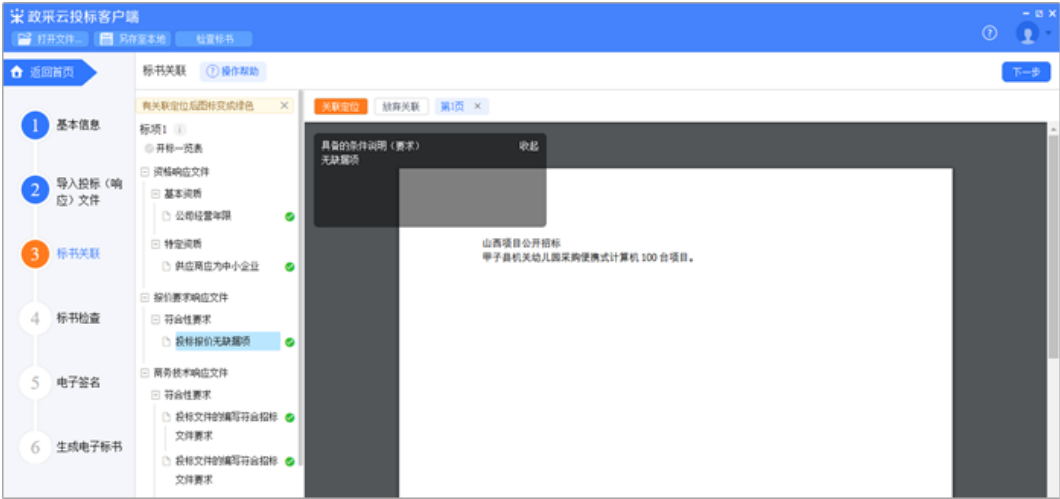 政采云投标客户端
打开文件... 另存至本地 检查标书
返回首页 标书关联 操作帮助 下一步
1 基本信息
2 导入投标（响应）文件
3 标书关联
4 标书检查
5 电子签名
6 生成电子标书
有关联定位后图标变成绿色 ×
标项1
开标一览表
资格响应文件
基本资质
公司经营年限
特定资质
供应商应为中小企业
报价要求响应文件
符合性要求
投标报价无缺漏项
商务技术响应文件
符合性要求
投标文件的编写符合招标
文件要求
投标文件的编写符合招标
文件要求
关联定位 放弃关联 第1页 ×
具备的条件说明（要求） 收起
无缺漏项
山西项目公开招标
甲子县机关幼儿园采购便携式计算机 100 台项目。